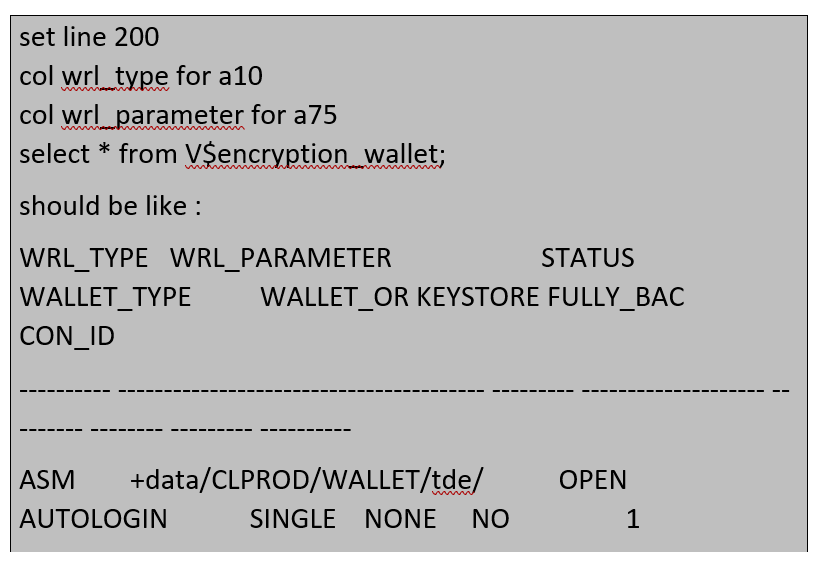 set line 200
col wrl_type for a10
col wrl_parameter for a75
select * from V$encryption_wallet;
should be like :
WRL_TYPE   WRL_PARAMETER                    STATUS
WALLET_TYPE         WALLET_OR KEYSTORE FULLY_BAC
CON_ID
---------- ---------------------------------------- --------- -------------------- --
------- -------- --------- ----------
ASM        +data/CLPROD/WALLET/tde/          OPEN
AUTOLOGIN           SINGLE    NONE     NO               1